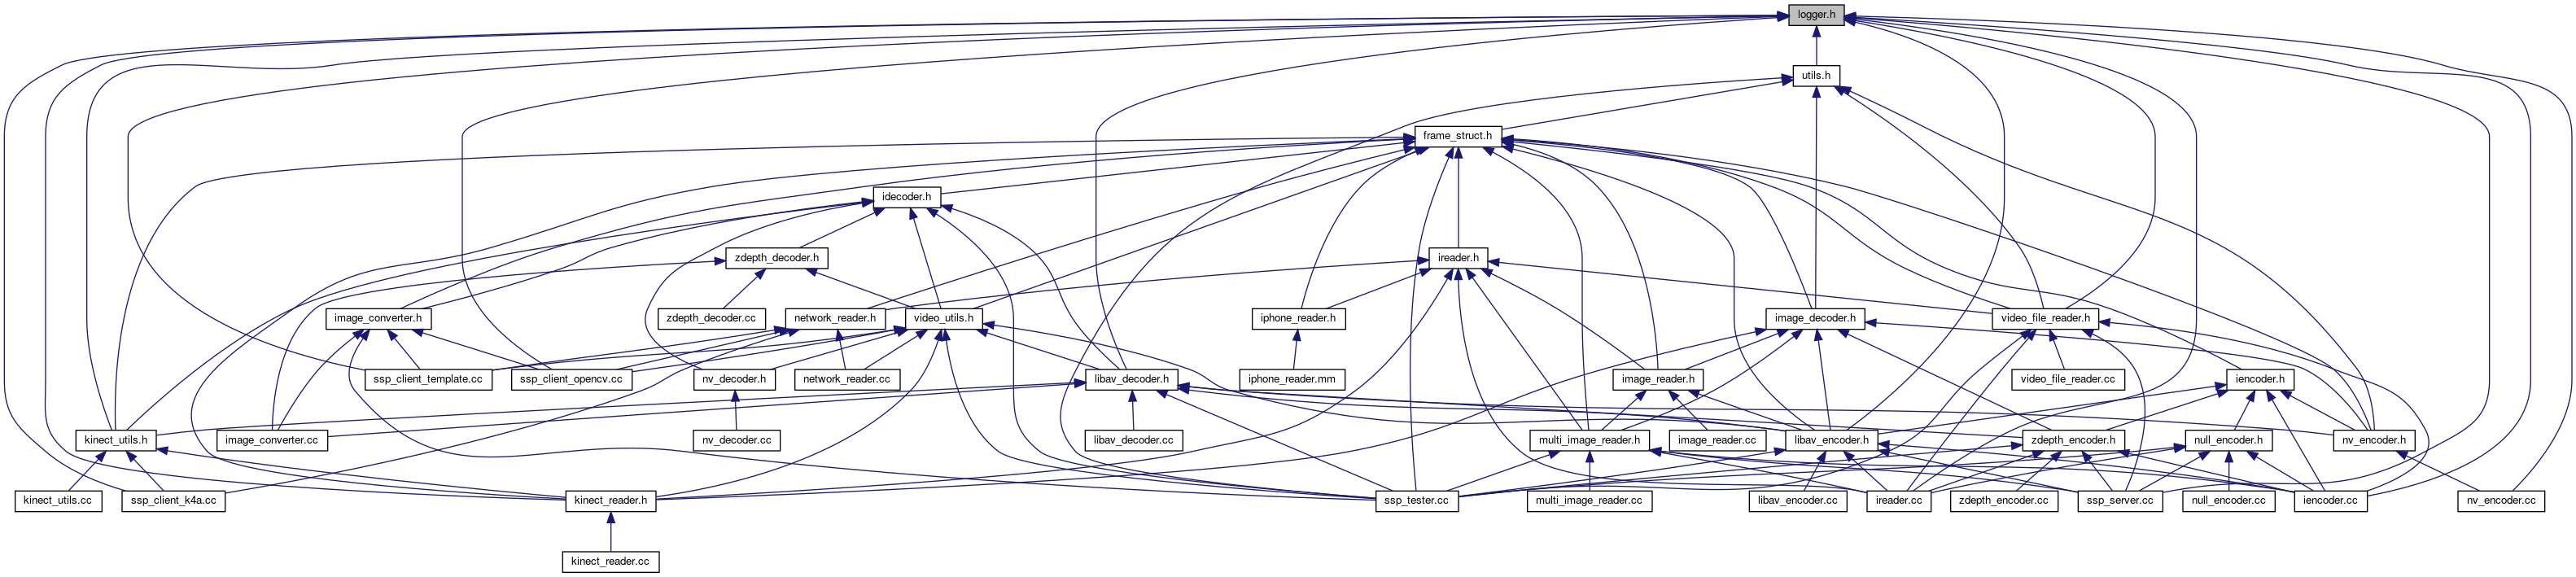 logger.h
utils.h
frame_struct.h
idecoder.h
zdepth_decoder.h
ireader.h
image_converter.h
zdepth_decoder.cc
network_reader.h
video_utils.h
iphone_reader.h
image_decoder.h
video_file_reader.h
ssp_client_template.cc
ssp_client_opencv.cc
nv_decoder.h
network_reader.cc
libav_decoder.h
iphone_reader.mm
image_reader.h
video_file_reader.cc
iencoder.h
kinect_utils.h
image_converter.cc
nv_decoder.cc
libav_decoder.cc
multi_image_reader.h
image_reader.cc
libav_encoder.h
zdepth_encoder.h
null_encoder.h
nv_encoder.h
kinect_utils.cc
ssp_client_k4a.cc
kinect_reader.h
ssp_tester.cc
multi_image_reader.cc
libav_encoder.cc
ireader.cc
zdepth_encoder.cc
ssp_server.cc
null_encoder.cc
iencoder.cc
nv_encoder.cc
kinect_reader.cc